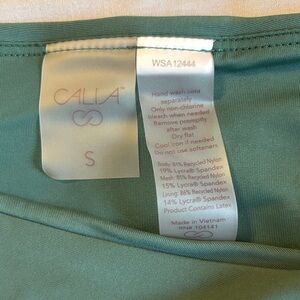 CALIA™
S
WSA12444
Hand wash cold
separately
Only non-chlorine
bleach when needed
Remove promptly
after wash
Dry flat
Cool iron if needed
Do not use softeners
Body: 81% Recycled Nylon
19% Lycra® Spandex
Mesh: 85% Recycled Nylon
15% Lycra® Spandex
Lining: 86% Recycled Nylon
14% Lycra® Spandex
Product Contains Latex
Made in Vietnam
RN# 104141